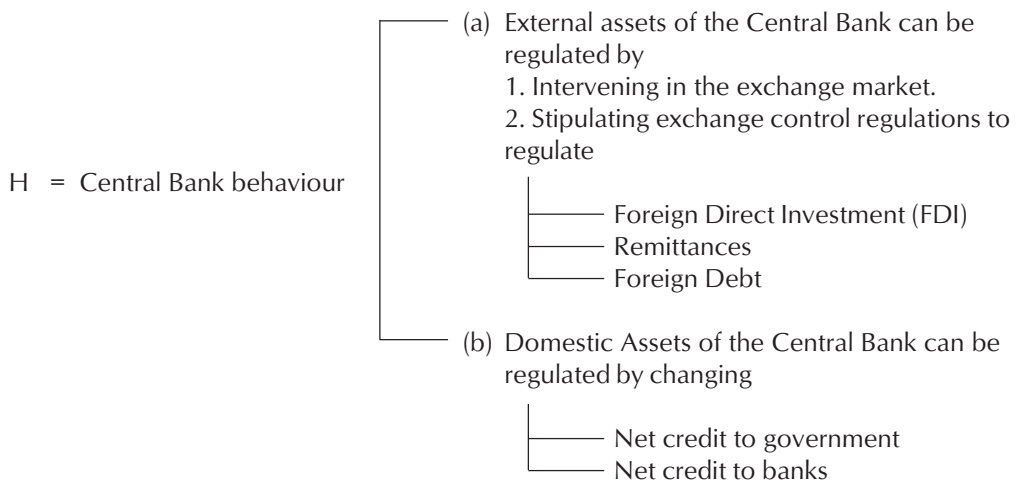 (a) External assets of the Central Bank can be
regulated by
1. Intervening in the exchange market.
2. Stipulating exchange control regulations to
regulate
H = Central Bank behaviour
Foreign Direct Investment (FDI)
Remittances
Foreign Debt
(b) Domestic Assets of the Central Bank can be
regulated by changing
Net credit to government
Net credit to banks